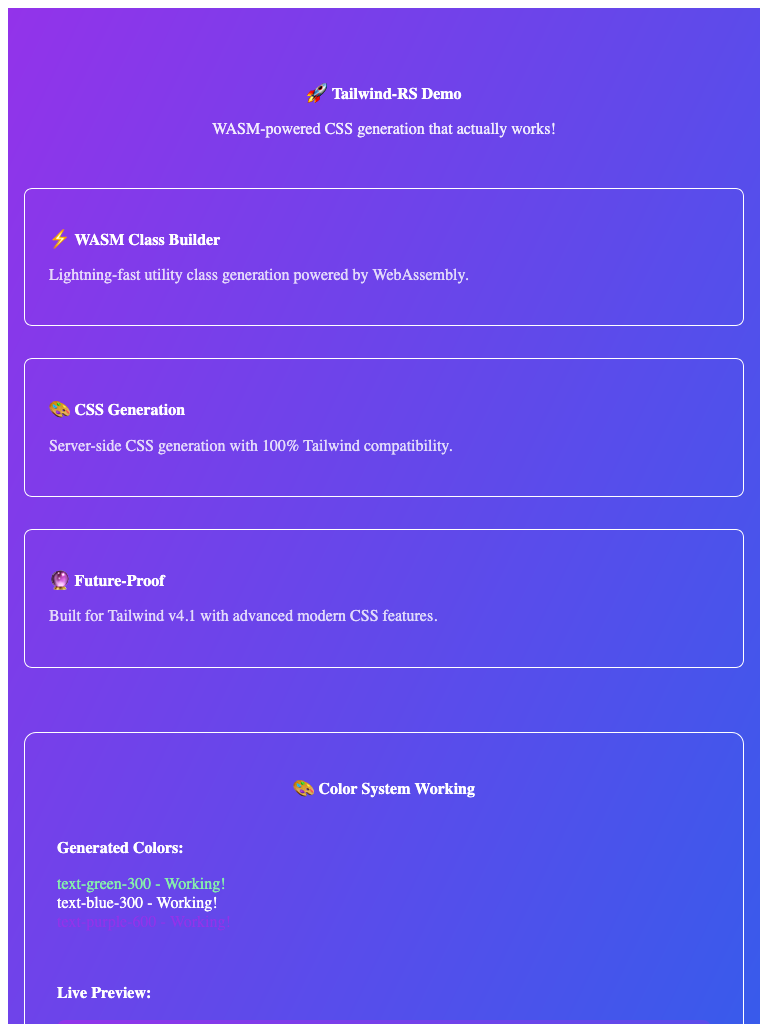 🚀 Tailwind-RS Demo
WASM-powered CSS generation that actually works!
⚡ WASM Class Builder
Lightning-fast utility class generation powered by WebAssembly.
🎨 CSS Generation
Server-side CSS generation with 100% Tailwind compatibility.
🔮 Future-Proof
Built for Tailwind v4.1 with advanced modern CSS features.
🎨 Color System Working
Generated Colors:
text-green-300 - Working!
text-blue-300 - Working!
- Working!
Live Preview: